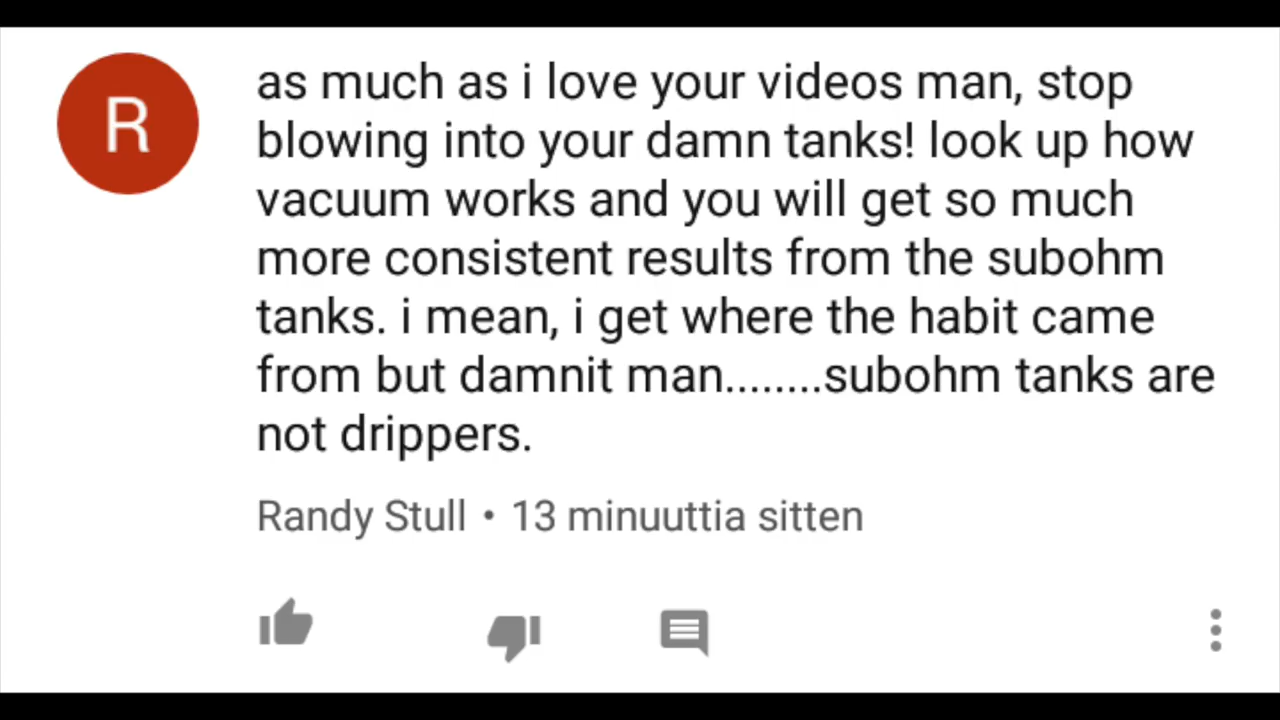 R
as much as i love your videos man, stop
blowing into your damn tanks! look up how
vacuum works and you will get so much
more consistent results from the subohm
tanks. i mean, i get where the habit came
from but damnit man........subohm tanks are
not drippers.
Randy Stull • 13 minuuttia sitten